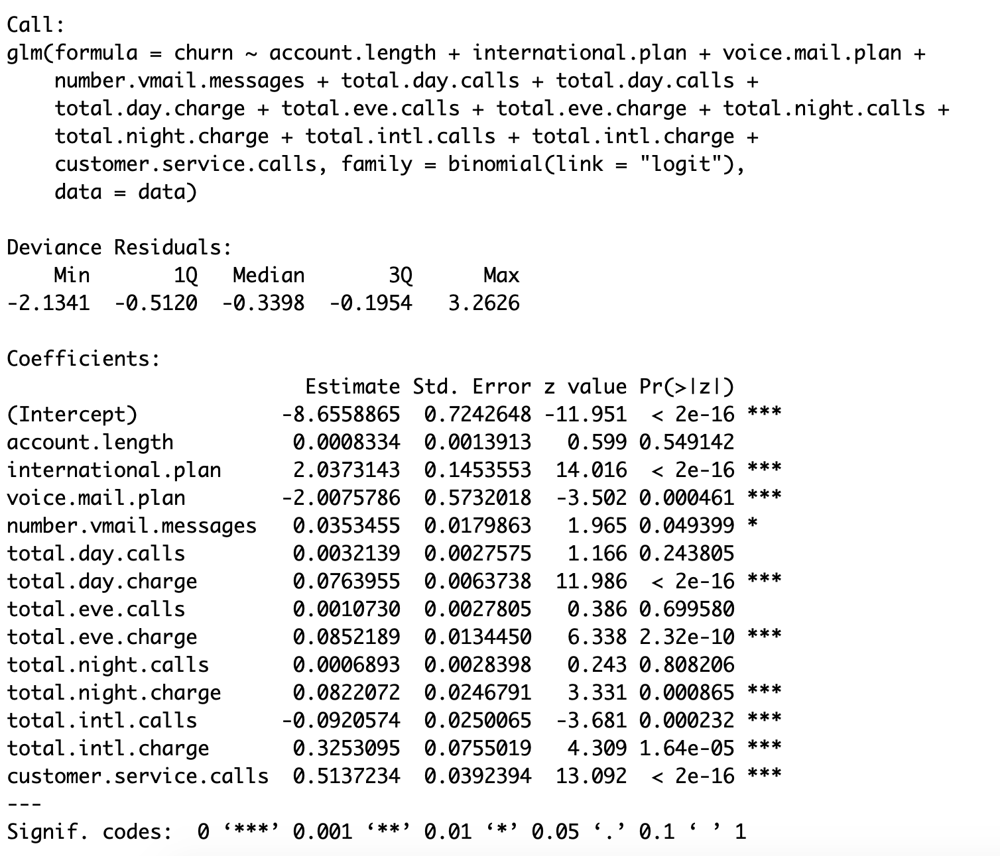 Call:
glm(formula = churn ~ account.length + international.plan + voice.mail.plan +
    number.vmail.messages + total.day.calls + total.day.calls +
    total.day.charge + total.eve.calls + total.eve.charge + total.night.calls +
    total.night.charge + total.intl.calls + total.intl.charge +
    customer.service.calls, family = binomial(link = "logit"),
    data = data)

Deviance Residuals:
    Min       1Q   Median       3Q      Max
-2.1341  -0.5120  -0.3398  -0.1954   3.2626

Coefficients:
                         Estimate Std. Error z value Pr(>|z|)
(Intercept)            -8.6558865  0.7242648 -11.951  < 2e-16 ***
account.length          0.0008334  0.0013913   0.599 0.549142
international.plan      2.0373143  0.1453553  14.016  < 2e-16 ***
voice.mail.plan        -2.0075786  0.5732018  -3.502 0.000461 ***
number.vmail.messages   0.0353455  0.0179863   1.965 0.049399 *
total.day.calls         0.0032139  0.0027575   1.166 0.243805
total.day.charge        0.0763955  0.0063738  11.986  < 2e-16 ***
total.eve.calls         0.0010730  0.0027805   0.386 0.699580
total.eve.charge        0.0852189  0.0134450   6.338 2.32e-10 ***
total.night.calls       0.0006893  0.0028398   0.243 0.808206
total.night.charge      0.0822072  0.0246791   3.331 0.000865 ***
total.intl.calls       -0.0920574  0.0250065  -3.681 0.000232 ***
total.intl.charge       0.3253095  0.0755019   4.309 1.64e-05 ***
customer.service.calls  0.5137234  0.0392394  13.092  < 2e-16 ***
---
Signif. codes:  0 ‘***’ 0.001 ‘**’ 0.01 ‘*’ 0.05 ‘.’ 0.1 ‘ ’ 1